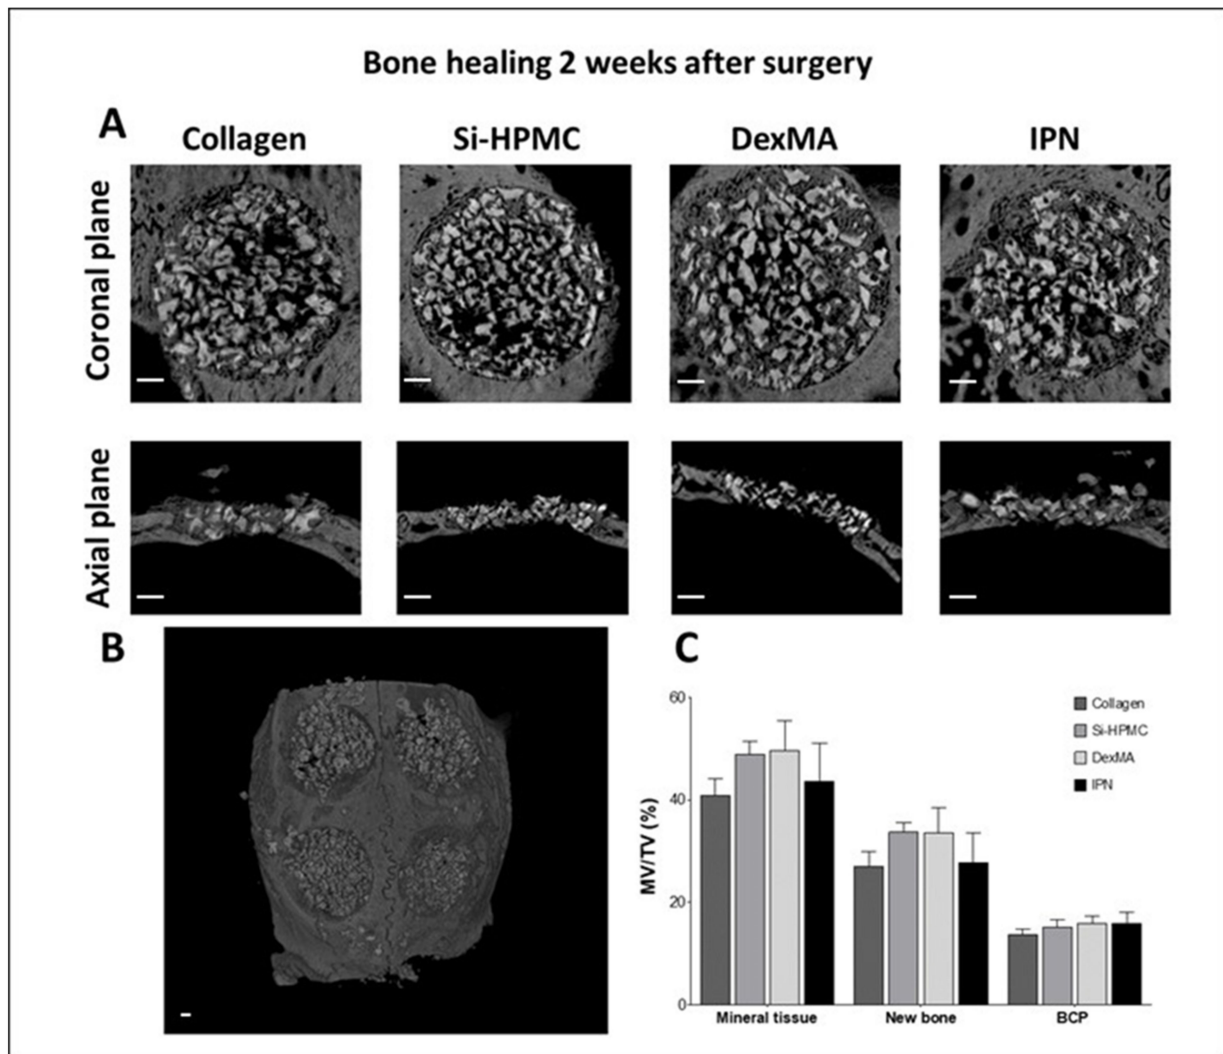 Bone healing 2 weeks after surgery
A
Collagen
Si-HPMC
DexMA
IPN
Coronal plane
Axial plane
B
C
60
40
20
0
MV/TV (%)
Collagen
Si-HPMC
DexMA
IPN
Mineral tissue
New bone
BCP